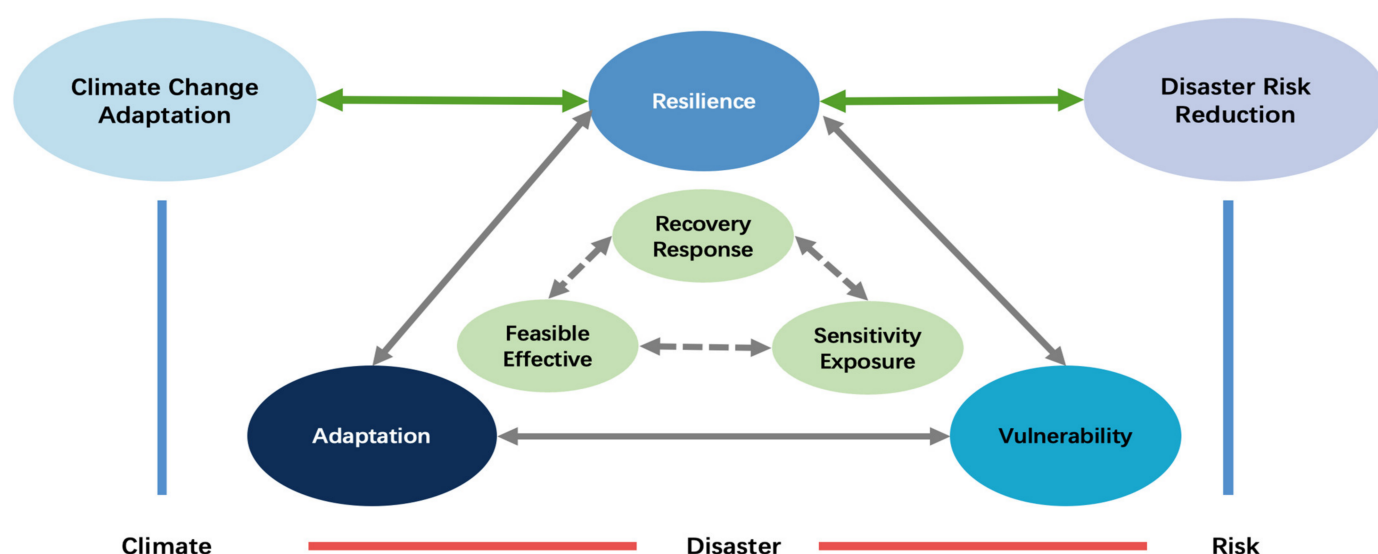 Climate Change
Adaptation
Resilience
Disaster Risk
Reduction
Recovery
Response
Feasible
Effective
Sensitivity
Exposure
Adaptation
Vulnerability
Climate
Disaster
Risk